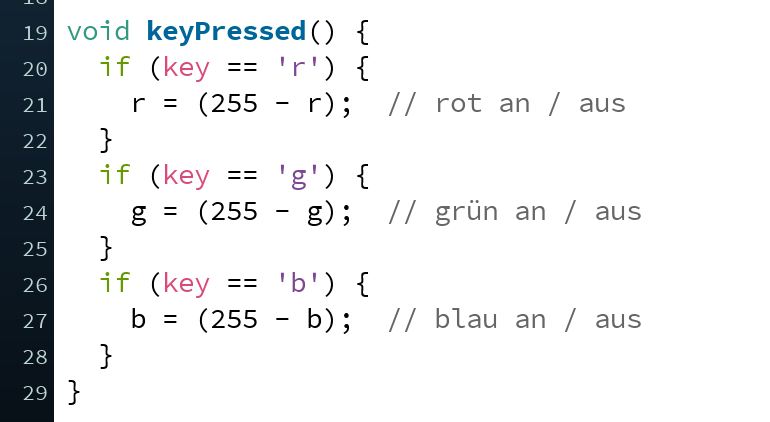 19 void keyPressed() {
20   if (key == 'r') {
21     r = (255 - r);  // rot an / aus
22   }
23   if (key == 'g') {
24     g = (255 - g);  // grün an / aus
25   }
26   if (key == 'b') {
27     b = (255 - b);  // blau an / aus
28   }
29 }